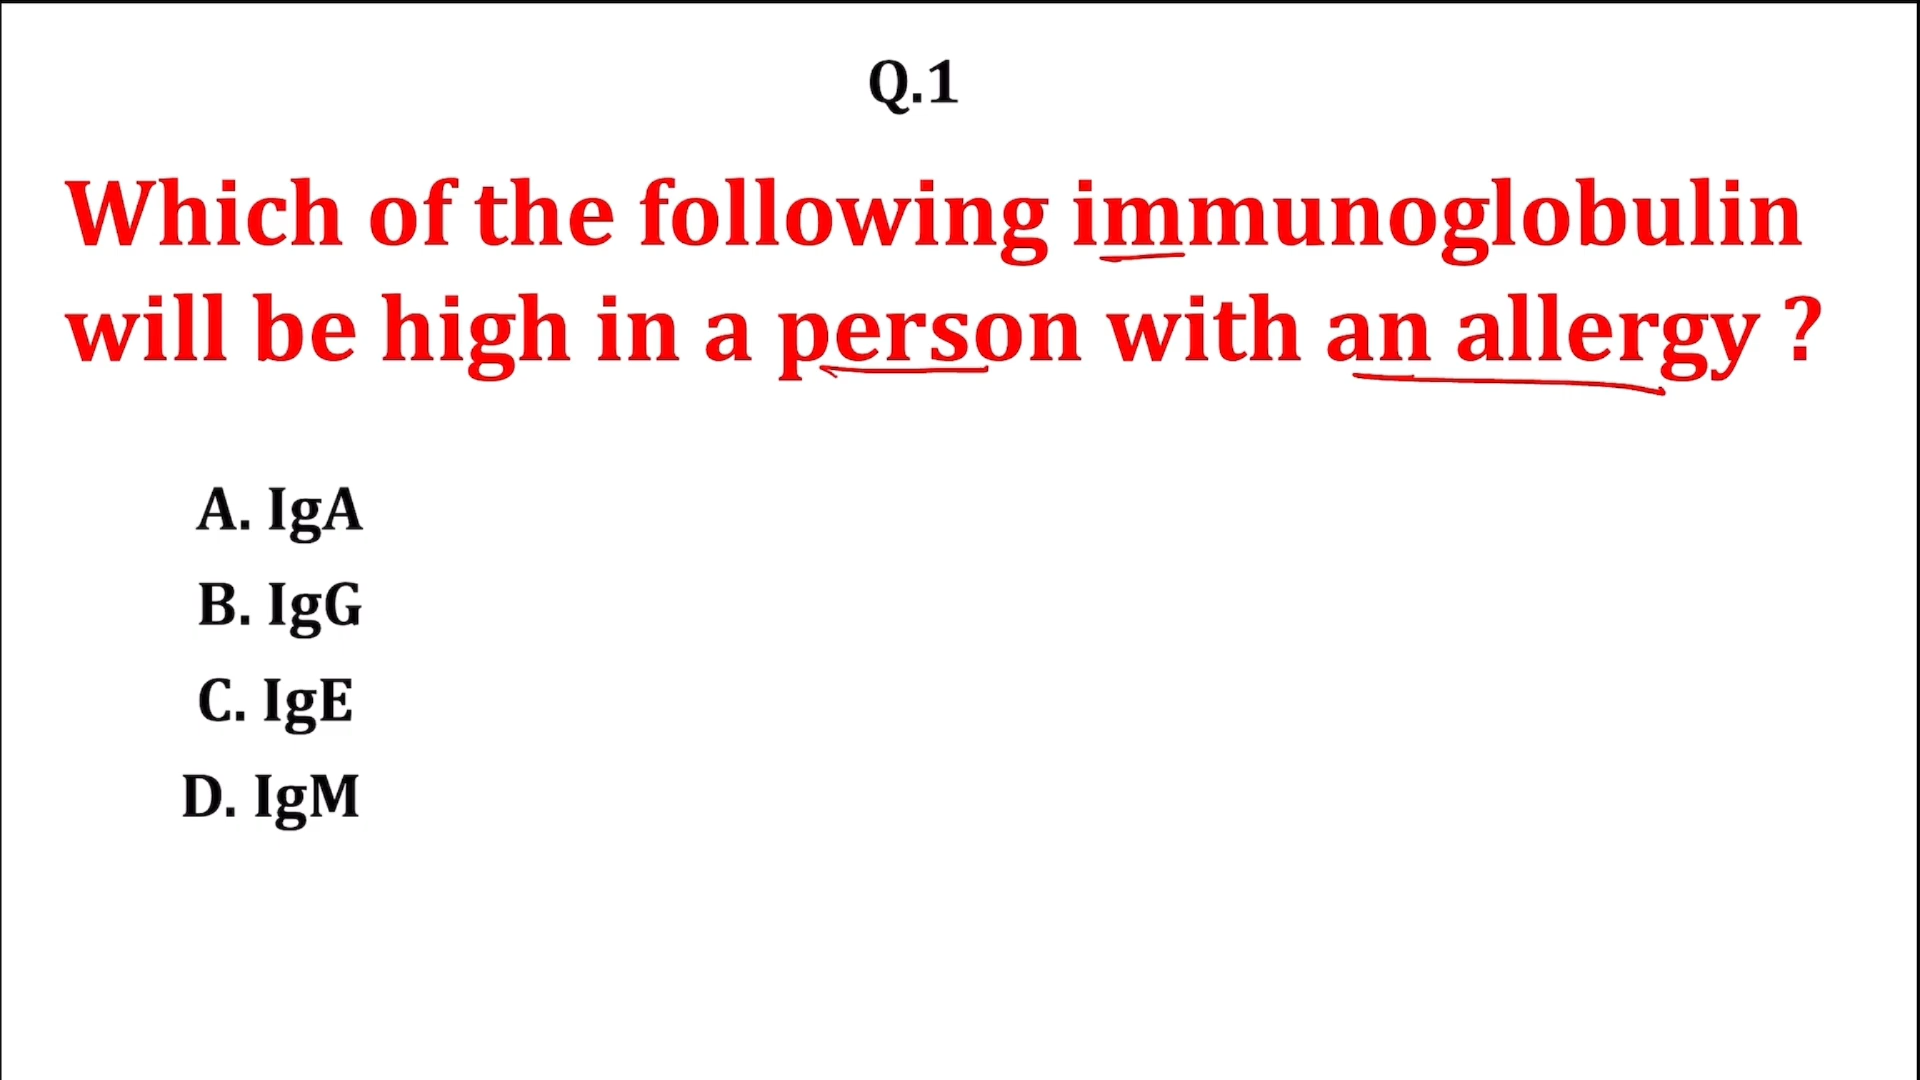 Q.1
Which of the following immunoglobulin
will be high in a person with an allergy ?
A. IgA
B. IgG
C. IgE
D. IgM